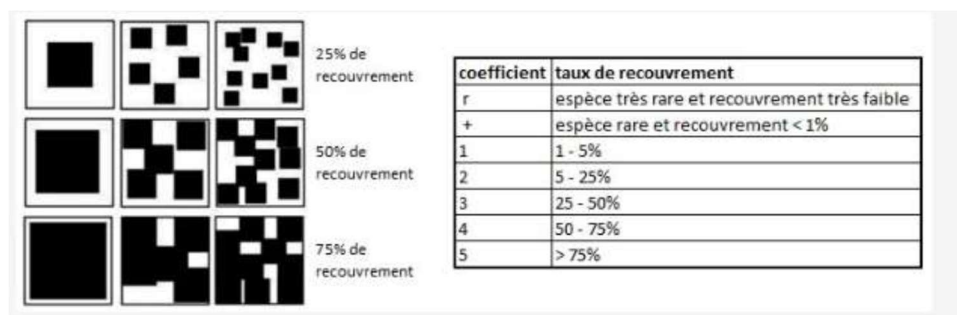 25% de
recouvrement
50% de
recouvrement
75% de
recouvrement
coefficient taux de recouvrement
r espèce très rare et recouvrement très faible
+ espèce rare et recouvrement < 1%
1 1 - 5%
2 5 - 25%
3 25 - 50%
4 50 - 75%
5 > 75%